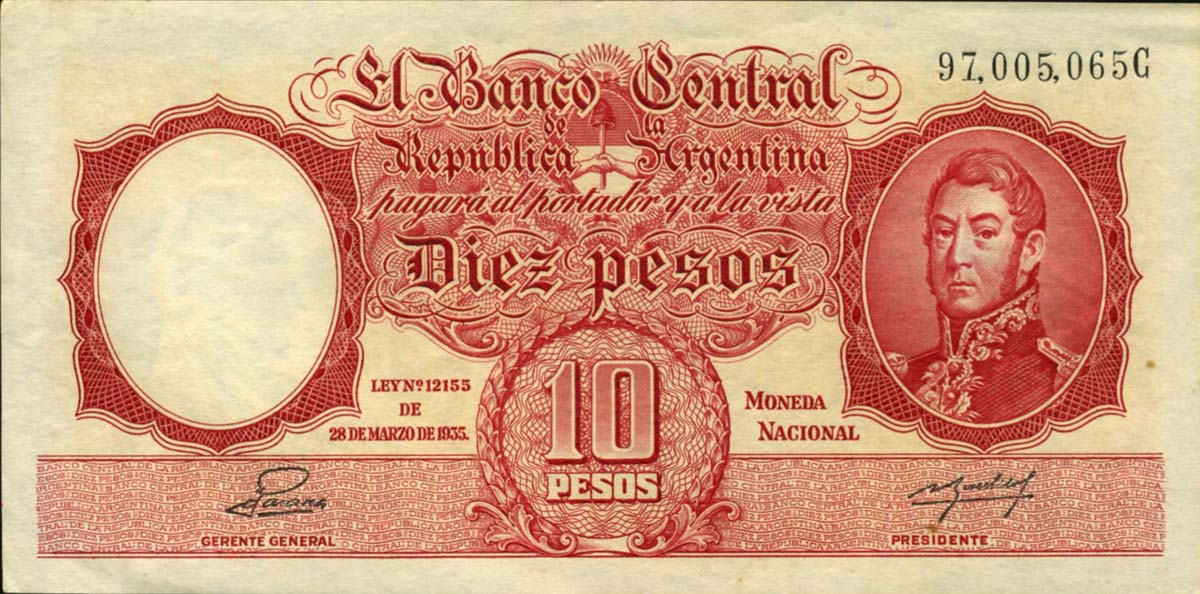 97,005,065C
El Banco Central
de la
República Argentina
pagará al portador y a la vista
Diez pesos
LEY Nº 12155
DE
28 DE MARZO DE 1935.
10
PESOS
MONEDA
NACIONAL
GERENTE GENERAL
PRESIDENTE